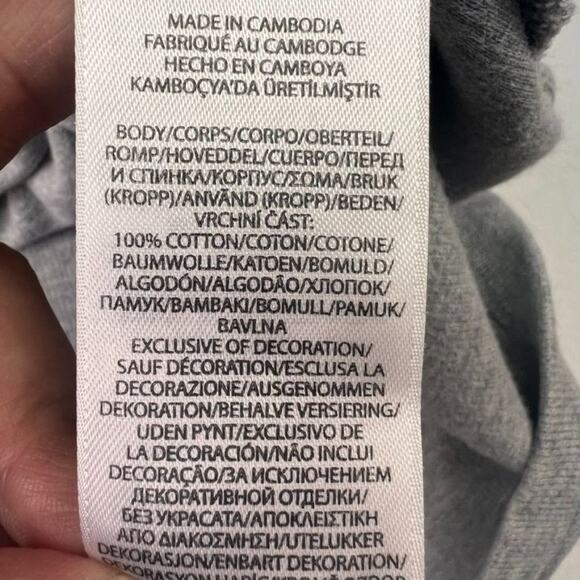 MADE IN CAMBODIA
FABRIQUÉ AU CAMBODGE
HECHO EN CAMBOYA
KAMBOÇYA'DA ÜRETİLMİŞTİR
BODY/CORPS/CORPO/OBERTEIL/
ROMP/HOVEDDEL/CUERPO/ПЕРЕД
И СПИНКА/КОРПУС/ΣΩΜΑ/BRUK
(KROPP)/ANVÄND (KROPP)/BEDEN/
VRCHNÍ ČÁST:
100% COTTON/COTON/COTONE/
BAUMWOLLE/KATOEN/BOMULD/
ALGODÓN/ALGODÃO/ХЛОПОК/
ПАМУК/BAMBAKI/BOMULL/PAMUK/
BAVLNA
EXCLUSIVE OF DECORATION/
SAUF DÉCORATION/ESCLUSA LA
DECORAZIONE/AUSGENOMMEN
DEKORATION/BEHALVE VERSIERING/
UDEN PYNT/EXCLUSIVO DE
LA DECORACIÓN/NÃO INCLUI
DECORAÇÃO/ЗА ИСКЛЮЧЕНИЕМ
ДЕКОРАТИВНОЙ ОТДЕЛКИ/
БЕЗ УКРАСАТА/ΑΠΟΚΛΕΙΣΤΙΚΗ
ΑΠΟ ΔΙΑΚΟΣΜΗΣΗ/UTELUKKER
DEKORASJON/ENBART DEKORATION